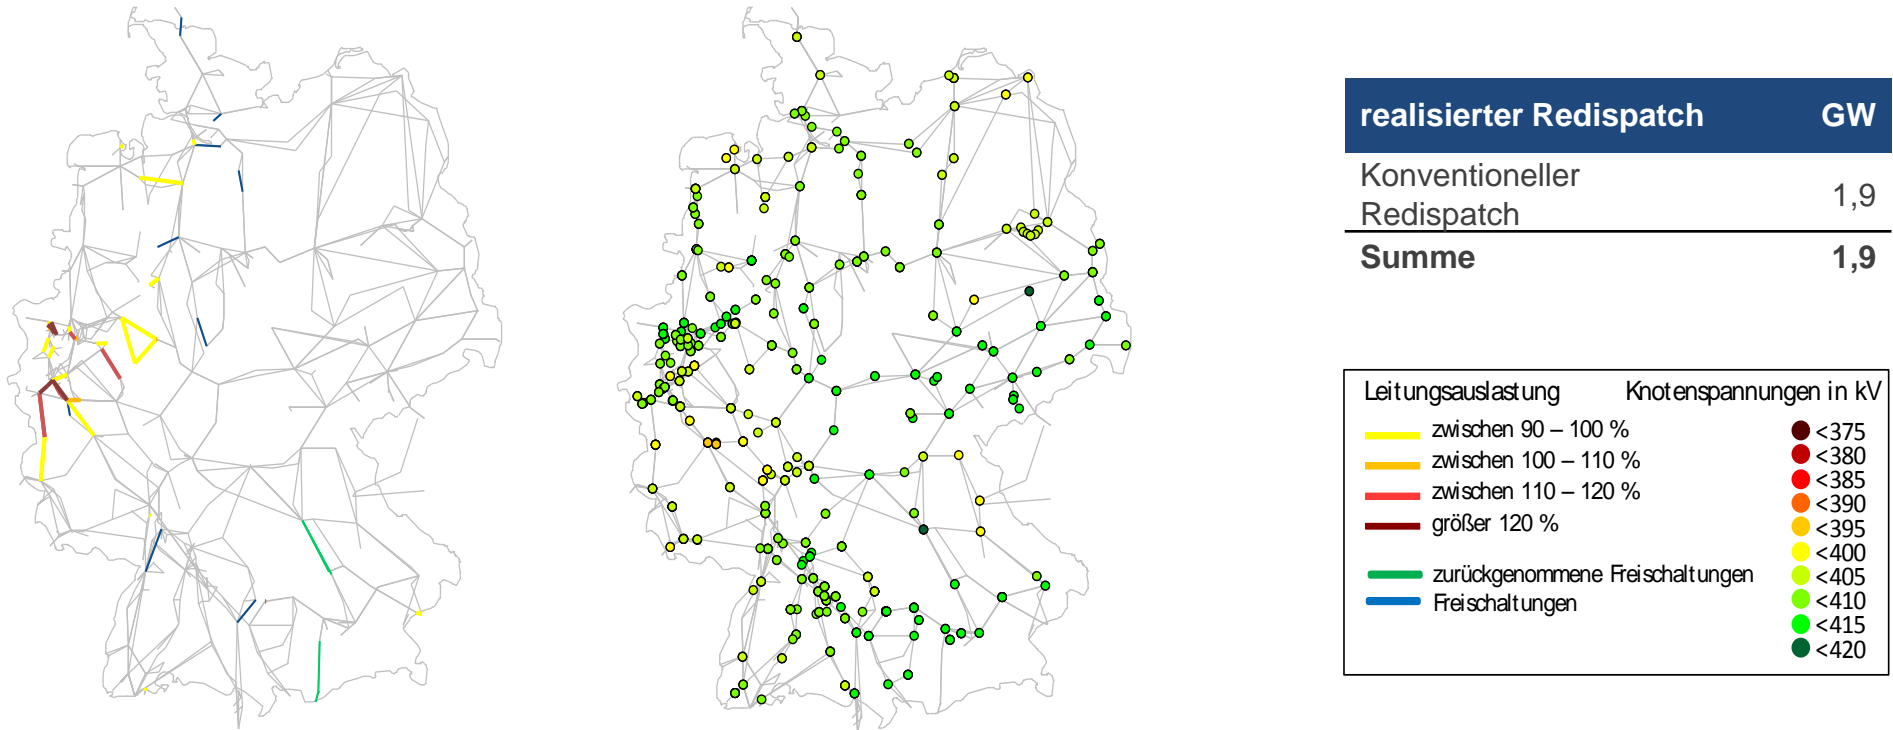 realisierter Redispatch GW
Konventioneller
Redispatch 1,9
Summe 1,9
Leitungsauslastung Knotenspannungen in kV
zwischen 90 – 100 % <375
zwischen 100 – 110 % <380
zwischen 110 – 120 % <385
größer 120 % <390
<395
<400
zurückgenommene Freischaltungen <405
Freischaltungen <410
<415
<420